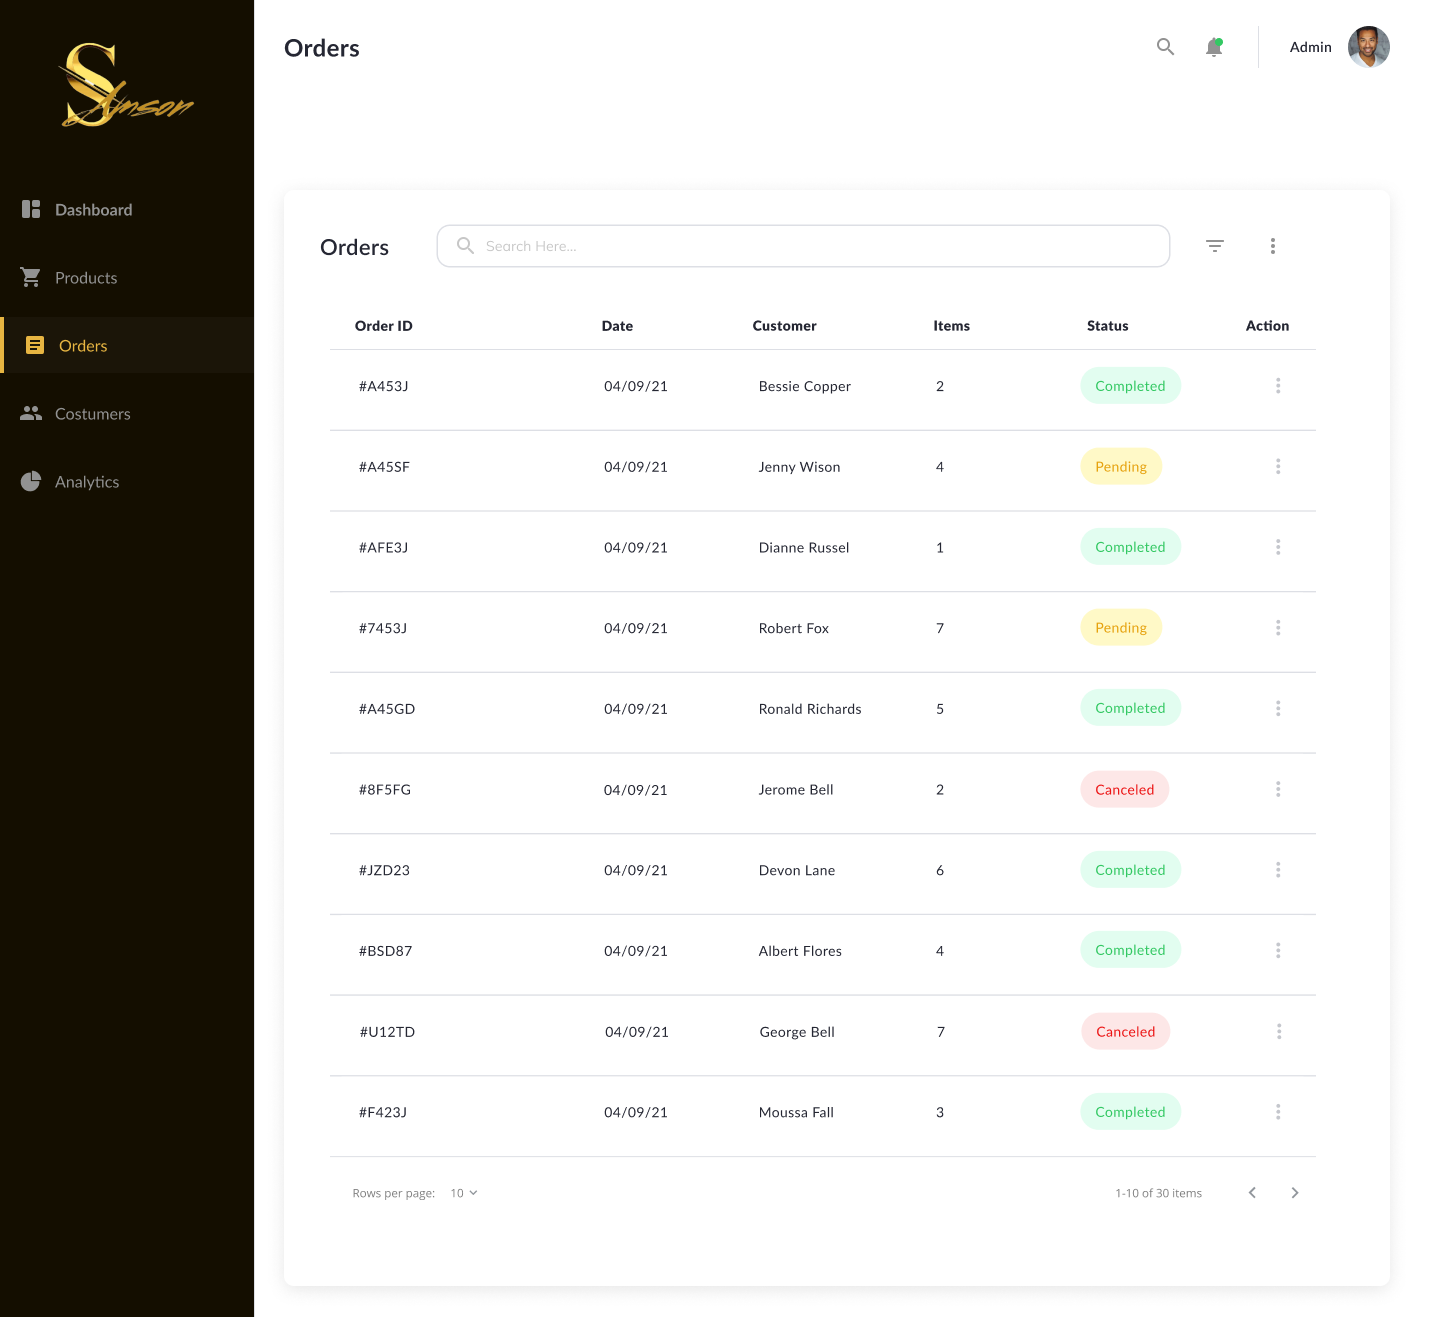 SAmson
Orders
Admin
Dashboard
Products
Orders
Costumers
Analytics
Orders
Search Here...
Order ID Date Customer Items Status Action
#A453J 04/09/21 Bessie Copper 2 Completed
#A45SF 04/09/21 Jenny Wison 4 Pending
#AFE3J 04/09/21 Dianne Russel 1 Completed
#7453J 04/09/21 Robert Fox 7 Pending
#A45GD 04/09/21 Ronald Richards 5 Completed
#8F5FG 04/09/21 Jerome Bell 2 Canceled
#JZD23 04/09/21 Devon Lane 6 Completed
#BSD87 04/09/21 Albert Flores 4 Completed
#U12TD 04/09/21 George Bell 7 Canceled
#F423J 04/09/21 Moussa Fall 3 Completed
Rows per page: 10 1-10 of 30 items